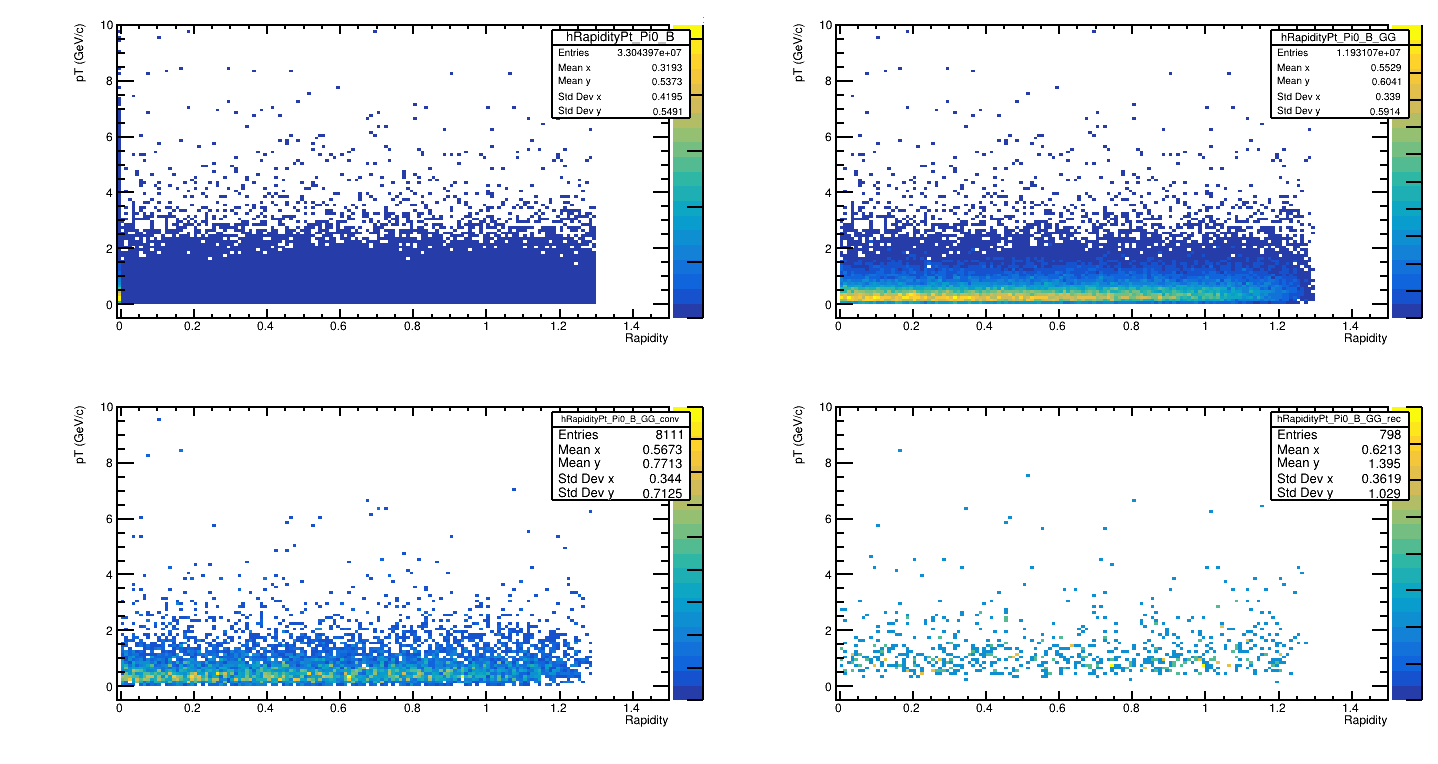 hRapidityPt_Pi0_B
Entries 3.304397e+07
Mean x 0.3193
Mean y 0.5373
Std Dev x 0.4195
Std Dev y 0.5491
pT (GeV/c)
10
8
6
4
2
0
0 0.2 0.4 0.6 0.8 1 1.2 1.4
Rapidity
hRapidityPt_Pi0_B_GG
Entries 1.193107e+07
Mean x 0.5529
Mean y 0.6041
Std Dev x 0.339
Std Dev y 0.5914
pT (GeV/c)
10
8
6
4
2
0
0 0.2 0.4 0.6 0.8 1 1.2 1.4
Rapidity
hRapidityPt_Pi0_B_GG_conv
Entries 8111
Mean x 0.5673
Mean y 0.7713
Std Dev x 0.344
Std Dev y 0.7125
pT (GeV/c)
10
8
6
4
2
0
0 0.2 0.4 0.6 0.8 1 1.2 1.4
Rapidity
hRapidityPt_Pi0_B_GG_rec
Entries 798
Mean x 0.6213
Mean y 1.395
Std Dev x 0.3619
Std Dev y 1.029
pT (GeV/c)
10
8
6
4
2
0
0 0.2 0.4 0.6 0.8 1 1.2 1.4
Rapidity